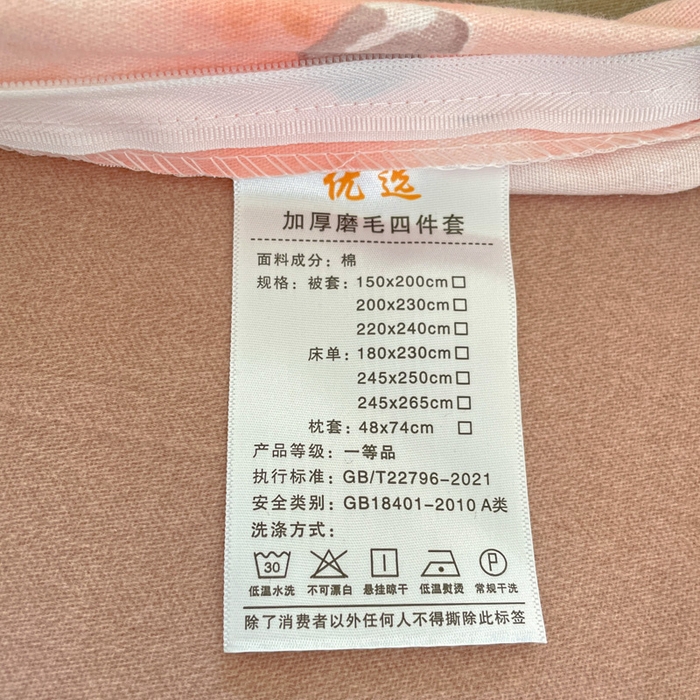 优选
加厚磨毛四件套
面料成分：棉
规格：被套：150x200cm□
200x230cm□
220x240cm□
床单：180x230cm□
245x250cm□
245x265cm□
枕套：48x74cm □
产品等级：一等品
执行标准：GB/T22796-2021
安全类别：GB18401-2010 A类
洗涤方式：
30 P
低温水洗 不可漂白 悬挂晾干 低温熨烫 常规干洗
除了消费者以外任何人不得撕除此标签